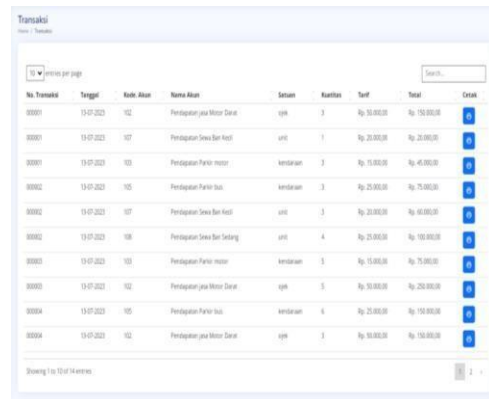 Transaksi
Home / Transaksi
10 entries per page
Search...
No. Transaksi Tanggal Kode. Akun Nama Akun Satuan Kuantitas Tarif Total Cetak
000001 13-07-2023 102 Pendapatan Jasa Motor Darat ojek 3 Rp. 50.000,00 Rp. 150.000,00
000001 13-07-2023 107 Pendapatan Sewa Ban Kecil unit 1 Rp. 20.000,00 Rp. 20.000,00
000001 13-07-2023 103 Pendapatan Parkir motor kendaraan 3 Rp. 15.000,00 Rp. 45.000,00
000002 13-07-2023 105 Pendapatan Parkir bus kendaraan 3 Rp. 25.000,00 Rp. 75.000,00
000002 13-07-2023 107 Pendapatan Sewa Ban Kecil unit 3 Rp. 20.000,00 Rp. 60.000,00
000002 13-07-2023 108 Pendapatan Sewa Ban Sedang unit 4 Rp. 25.000,00 Rp. 100.000,00
000003 13-07-2023 103 Pendapatan Parkir motor kendaraan 5 Rp. 15.000,00 Rp. 75.000,00
000003 13-07-2023 102 Pendapatan Jasa Motor Darat ojek 5 Rp. 50.000,00 Rp. 250.000,00
000004 13-07-2023 105 Pendapatan Parkir bus kendaraan 6 Rp. 25.000,00 Rp. 150.000,00
000004 13-07-2023 102 Pendapatan Jasa Motor Darat ojek 3 Rp. 50.000,00 Rp. 150.000,00
Showing 1 to 10 of 14 entries
1 2 ›